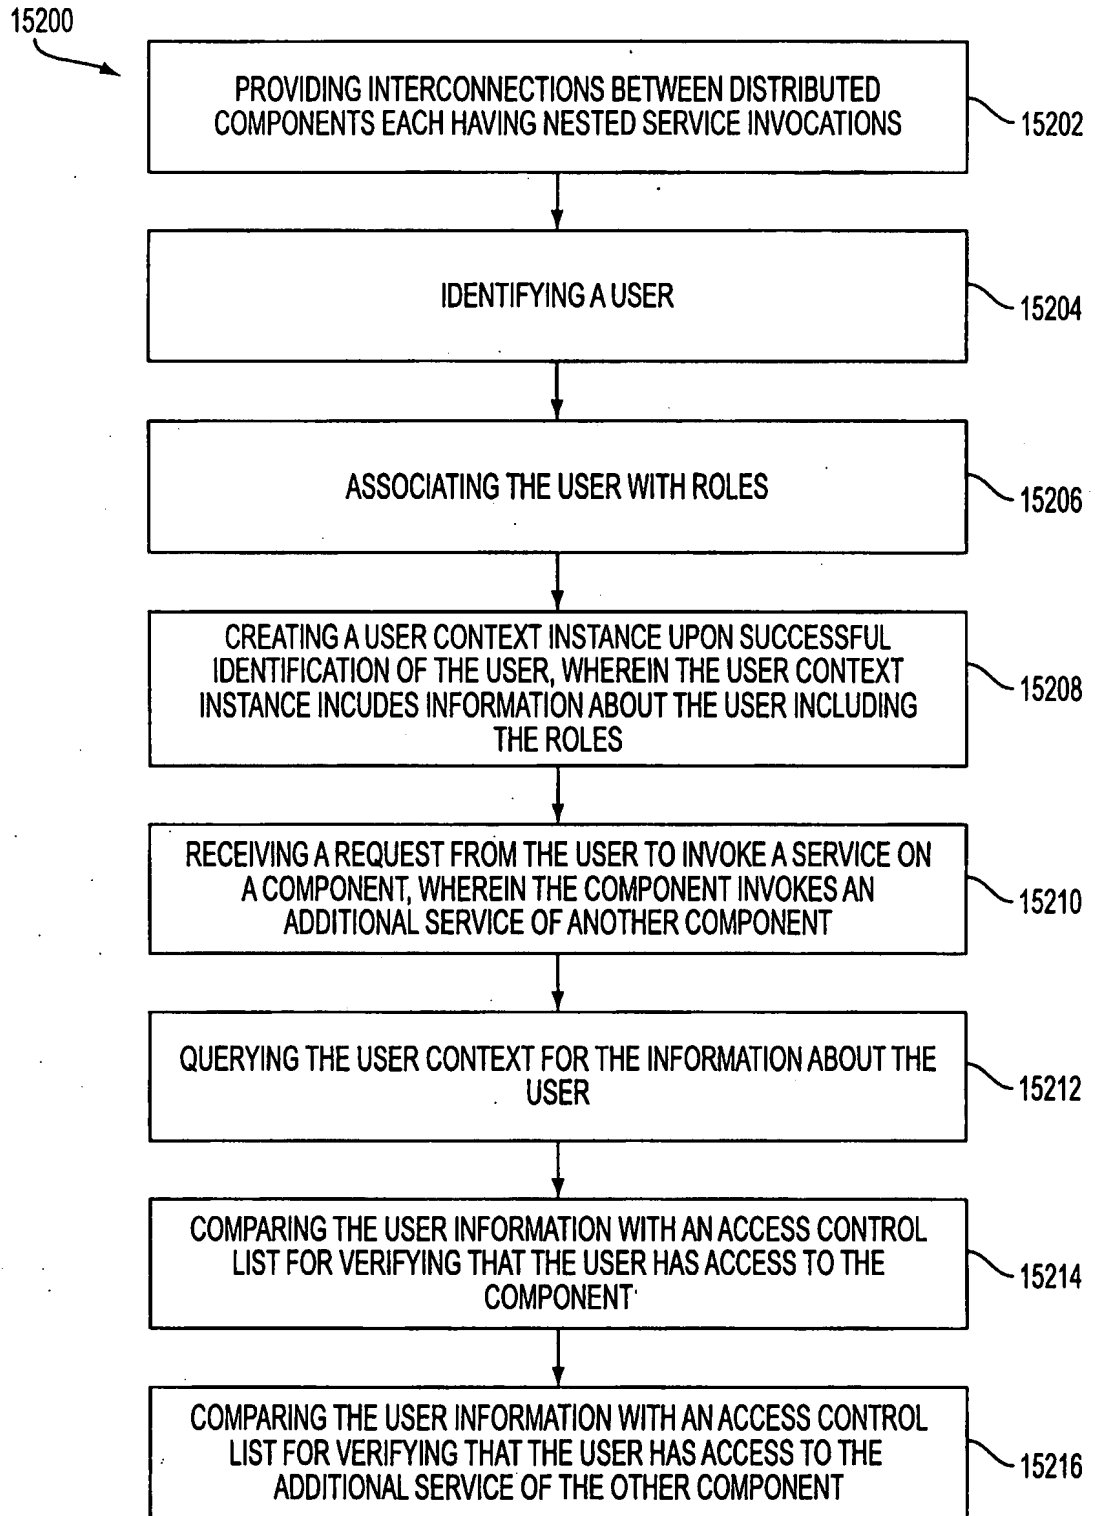 15200
PROVIDING INTERCONNECTIONS BETWEEN DISTRIBUTED
COMPONENTS EACH HAVING NESTED SERVICE INVOCATIONS
15202
IDENTIFYING A USER
15204
ASSOCIATING THE USER WITH ROLES
15206
CREATING A USER CONTEXT INSTANCE UPON SUCCESSFUL
IDENTIFICATION OF THE USER, WHEREIN THE USER CONTEXT
INSTANCE INCUDES INFORMATION ABOUT THE USER INCLUDING
THE ROLES
15208
RECEIVING A REQUEST FROM THE USER TO INVOKE A SERVICE ON
A COMPONENT, WHEREIN THE COMPONENT INVOKES AN
ADDITIONAL SERVICE OF ANOTHER COMPONENT
15210
QUERYING THE USER CONTEXT FOR THE INFORMATION ABOUT THE
USER
15212
COMPARING THE USER INFORMATION WITH AN ACCESS CONTROL
LIST FOR VERIFYING THAT THE USER HAS ACCESS TO THE
COMPONENT
15214
COMPARING THE USER INFORMATION WITH AN ACCESS CONTROL
LIST FOR VERIFYING THAT THE USER HAS ACCESS TO THE
ADDITIONAL SERVICE OF THE OTHER COMPONENT
15216